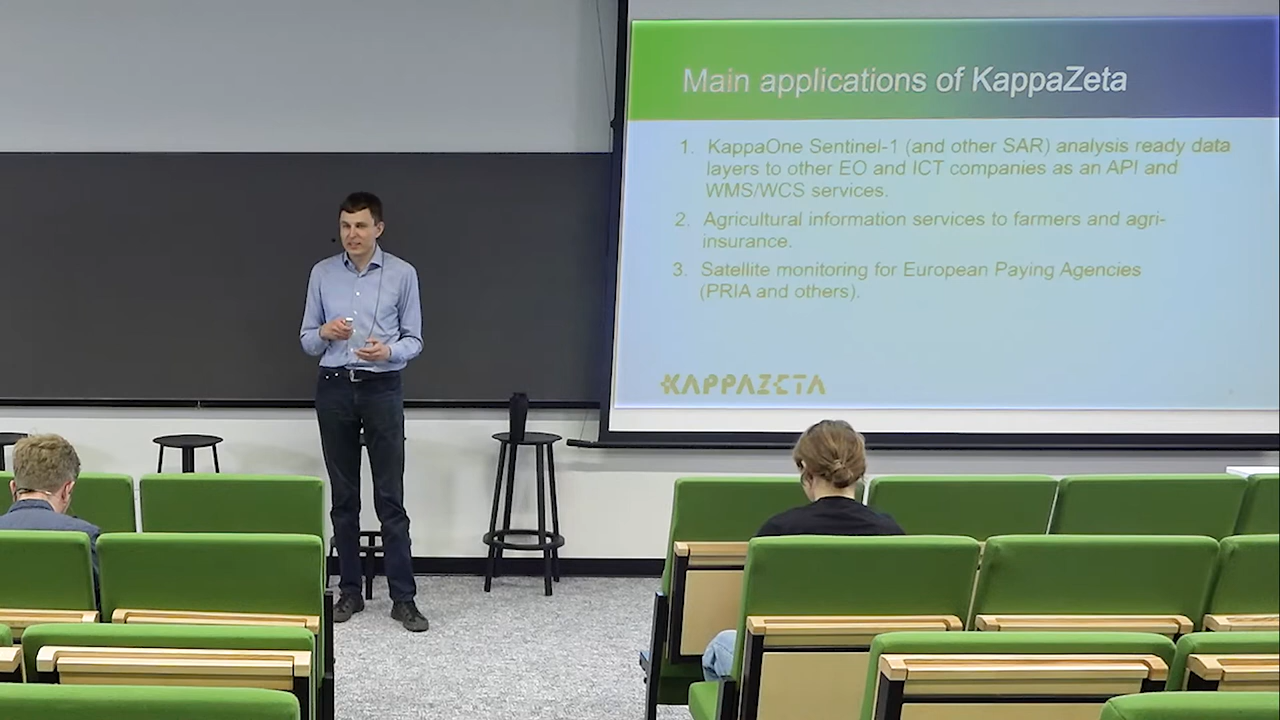 Main applications of KappaZeta
1. KappaOne Sentinel-1 (and other SAR) analysis ready data
layers to other EO and ICT companies as an API and
WMS/WCS services.
2. Agricultural information services to farmers and agri-
insurance.
3. Satellite monitoring for European Paying Agencies
(PRIA and others).
KAPPAZETA